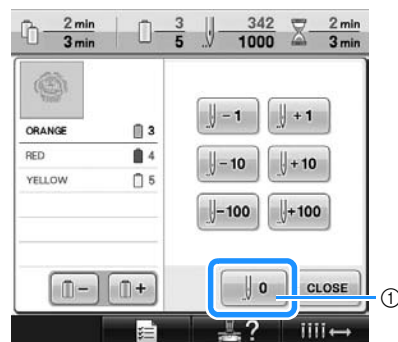 2 min 3 342 2 min
3 min 5 1000 3 min
ORANGE 3
RED 4
YELLOW 5
-1 +1
-10 +10
-100 +100
- + 0 CLOSE ①
?